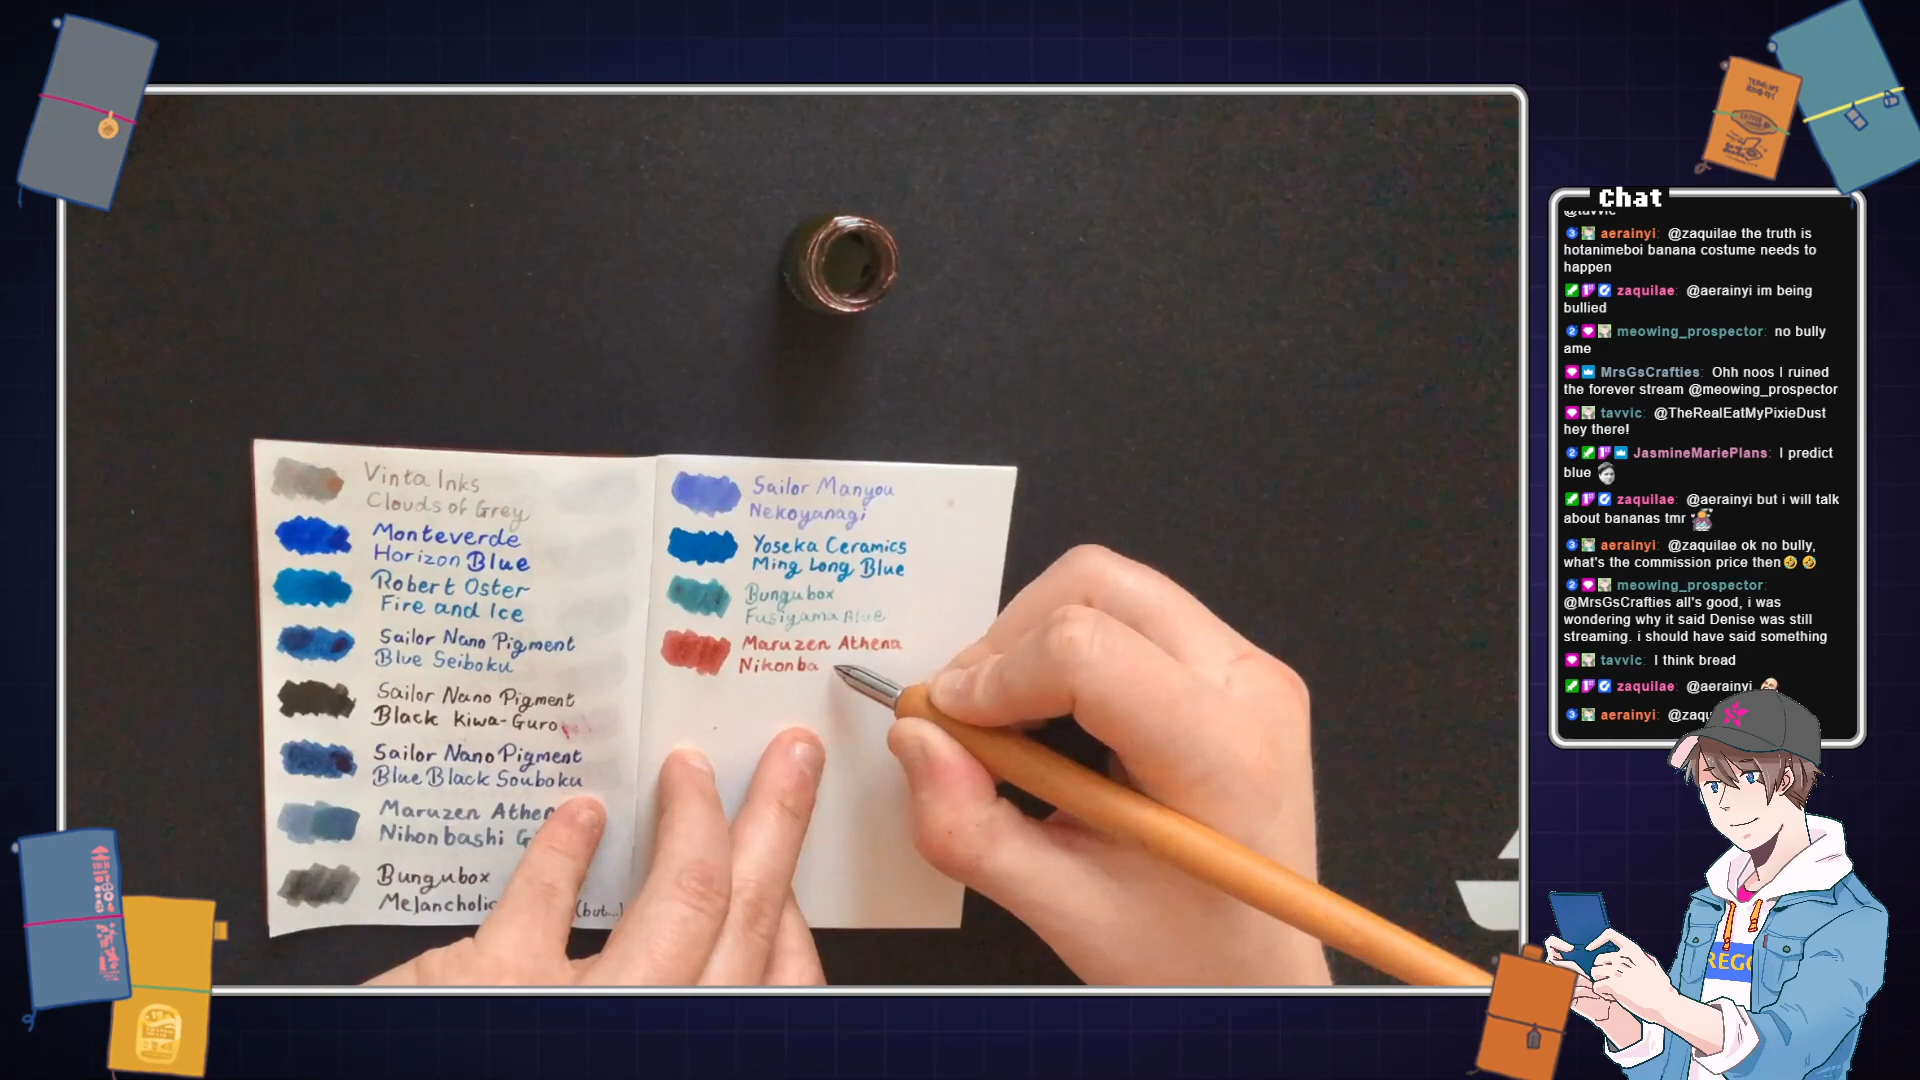 Vinta Inks
Clouds of Grey
Monteverde
Horizon Blue
Robert Oster
Fire and Ice
Sailor Nano Pigment
Blue Seiboku
Sailor Nano Pigment
Black Kiwa-Guro
Sailor Nano Pigment
Blue Black Souboku
Maruzen Athen
Nihonbashi G
Bungubox
Melancholic
(but...)
Sailor Manyou
Nekoyanagi
Yoseka Ceramics
Ming Long Blue
Bungubox
Fusiyama Blue
Maruzen Athena
Nikonba
chat
@tavvic
aerainyi: @zaquilae the truth is
hotanimeboi banana costume needs to
happen
zaquilae: @aerainyi im being
bullied
meowing_prospector: no bully
ame
MrsGsCrafties: Ohh noos I ruined
the forever stream @meowing_prospector
tavvic: @TheRealEatMyPixieDust
hey there!
JasmineMariePlans: I predict
blue
zaquilae: @aerainyi but i will talk
about bananas tmr
aerainyi: @zaquilae ok no bully,
what's the commission price then
meowing_prospector:
@MrsGsCrafties all's good, i was
wondering why it said Denise was still
streaming. i should have said something
tavvic: I think bread
zaquilae: @aerainyi
aerainyi: @zaqu
REGO